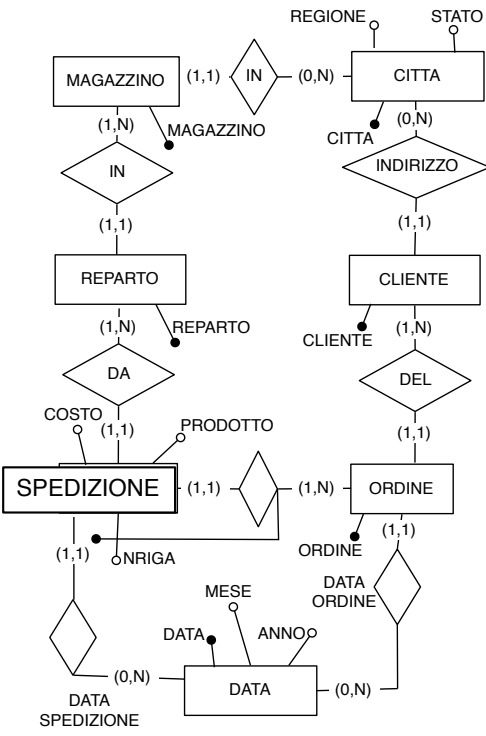 REGIONE STATO
MAGAZZINO (1,1) IN (0,N) CITTA
(1,N) MAGAZZINO CITTA (0,N)
IN INDIRIZZO
(1,1) (1,1)
REPARTO CLIENTE
(1,N) REPARTO CLIENTE (1,N)
DA DEL
COSTO (1,1) PRODOTTO (1,1)
SPEDIZIONE (1,1) (1,N) ORDINE
(1,1) NRIGA ORDINE (1,1)
DATA
ORDINE
MESE
DATA ANNO
(0,N) DATA (0,N)
DATA
SPEDIZIONE